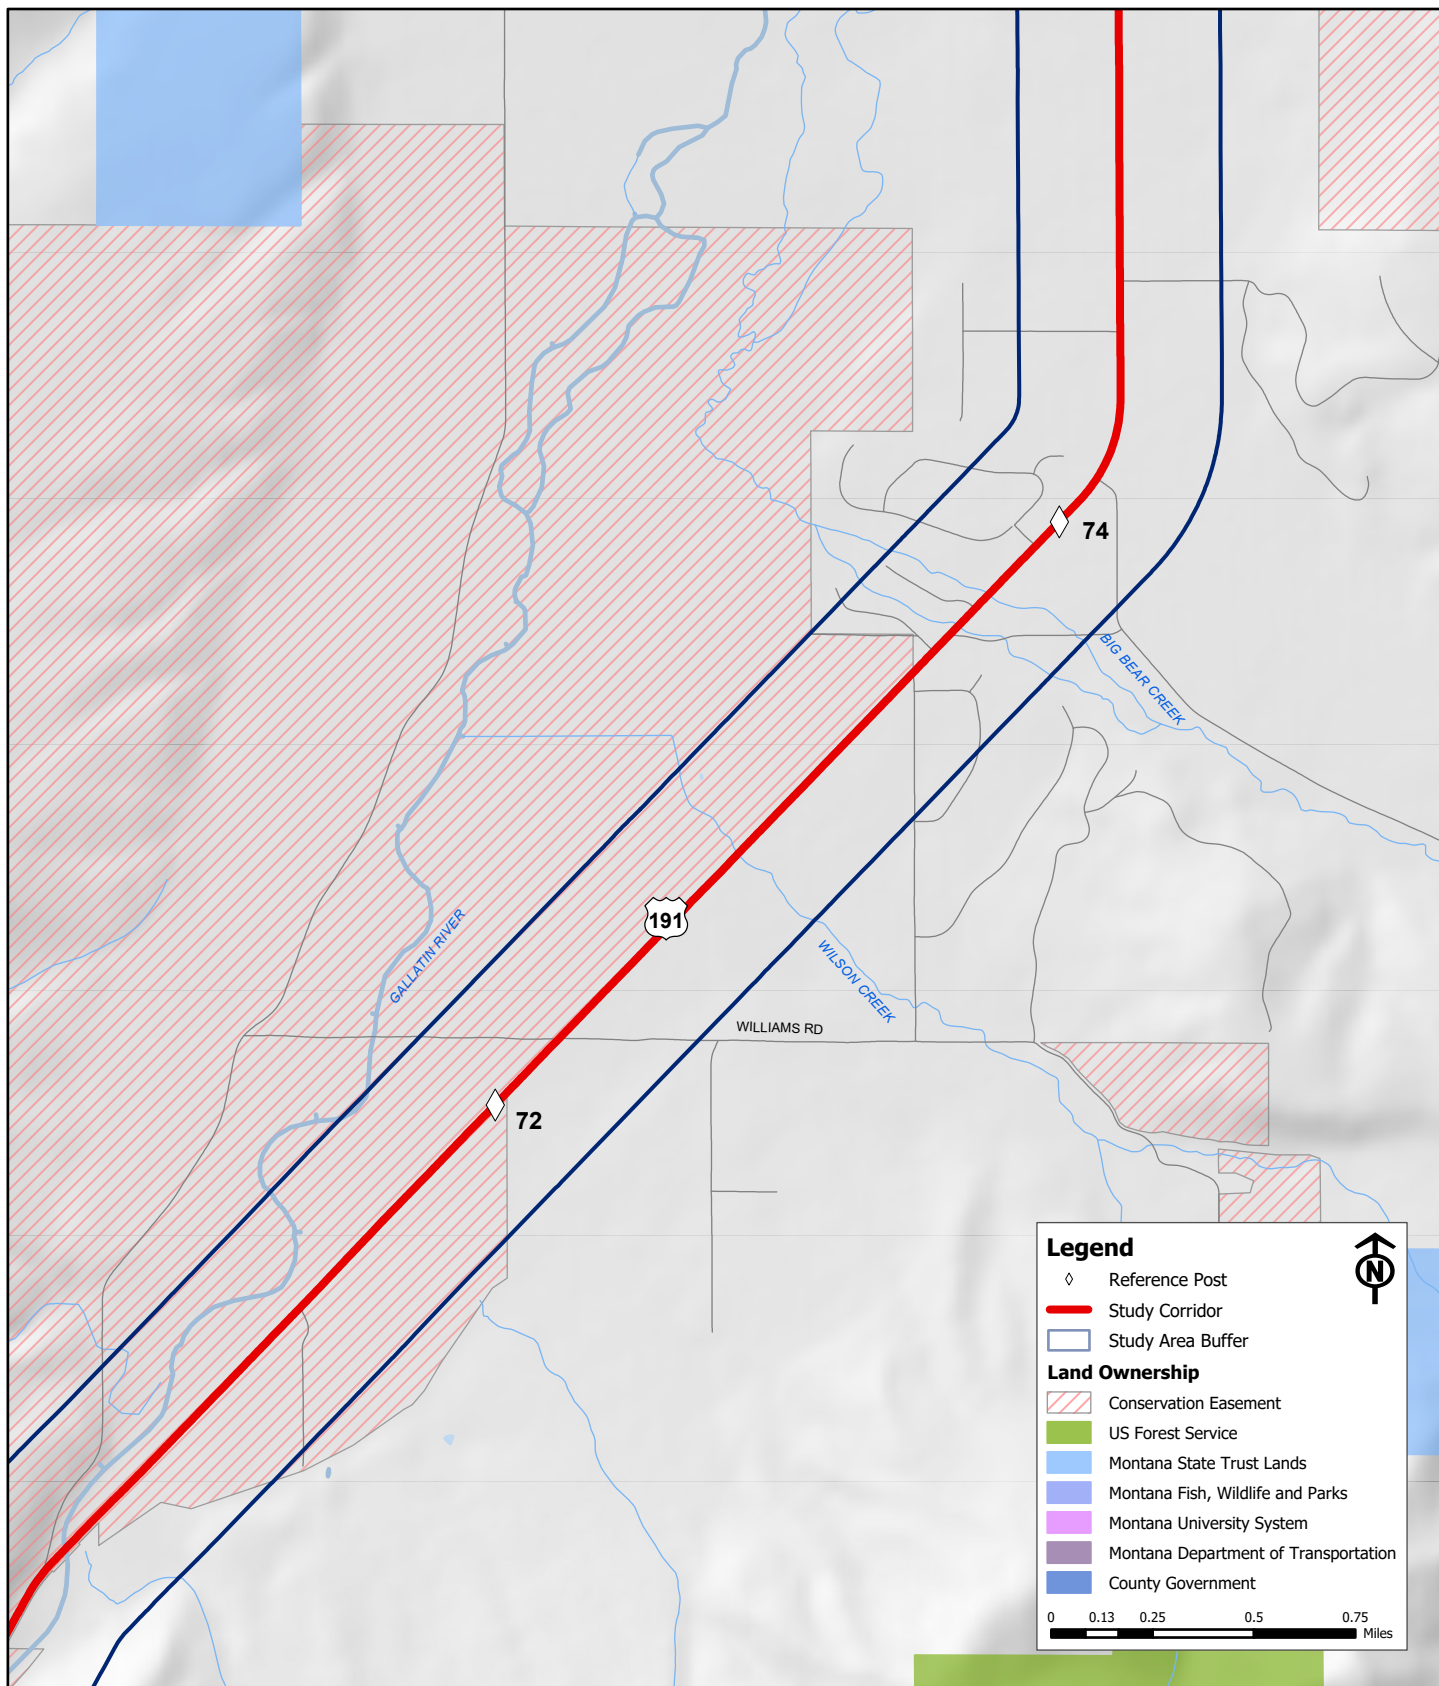 74
BIG BEAR CREEK
191
GALLATIN RIVER
WILSON CREEK
WILLIAMS RD
72
Legend
N
Reference Post
Study Corridor
Study Area Buffer
Land Ownership
Conservation Easement
US Forest Service
Montana State Trust Lands
Montana Fish, Wildlife and Parks
Montana University System
Montana Department of Transportation
County Government
0 0.13 0.25 0.5 0.75
Miles